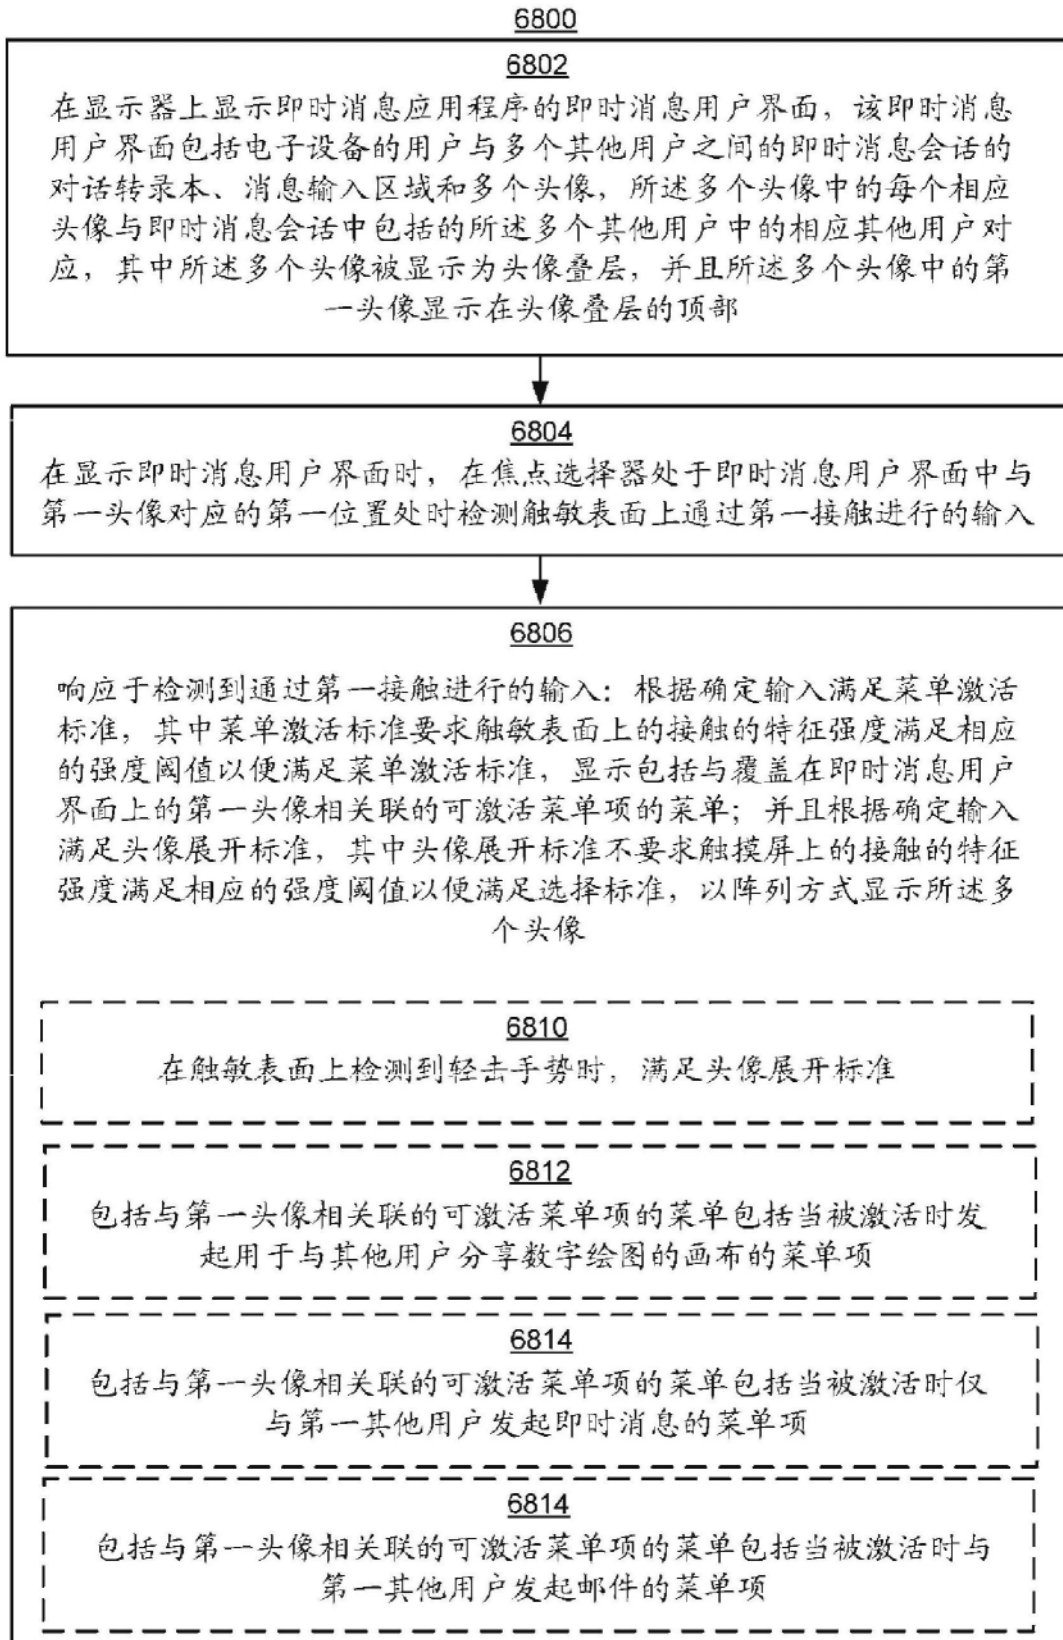 6800
6802
在显示器上显示即时消息应用程序的即时消息用户界面，该即时消息
用户界面包括电子设备的用户与多个其他用户之间的即时消息会话的
对话转录本、消息输入区域和多个头像，所述多个头像中的每个相应
头像与即时消息会话中包括的所述多个其他用户中的相应其他用户对
应，其中所述多个头像被显示为头像叠层，并且所述多个头像中的第
一头像显示在头像叠层的顶部
6804
在显示即时消息用户界面时，在焦点选择器处于即时消息用户界面中与
第一头像对应的第一位置处时检测触敏表面上通过第一接触进行的输入
6806
响应于检测到通过第一接触进行的输入：根据确定输入满足菜单激活
标准，其中菜单激活标准要求触敏表面上的接触的特征强度满足相应
的强度阈值以便满足菜单激活标准，显示包括与覆盖在即时消息用户
界面上的第一头像相关联的可激活菜单项的菜单；并且根据确定输入
满足头像展开标准，其中头像展开标准不要求触摸屏上的接触的特征
强度满足相应的强度阈值以便满足选择标准，以阵列方式显示所述多
个头像
6810
在触敏表面上检测到轻击手势时，满足头像展开标准
6812
包括与第一头像相关联的可激活菜单项的菜单包括当被激活时发
起用于与其他用户分享数字绘图的画布的菜单项
6814
包括与第一头像相关联的可激活菜单项的菜单包括当被激活时仅
与第一其他用户发起即时消息的菜单项
6814
包括与第一头像相关联的可激活菜单项的菜单包括当被激活时与
第一其他用户发起邮件的菜单项